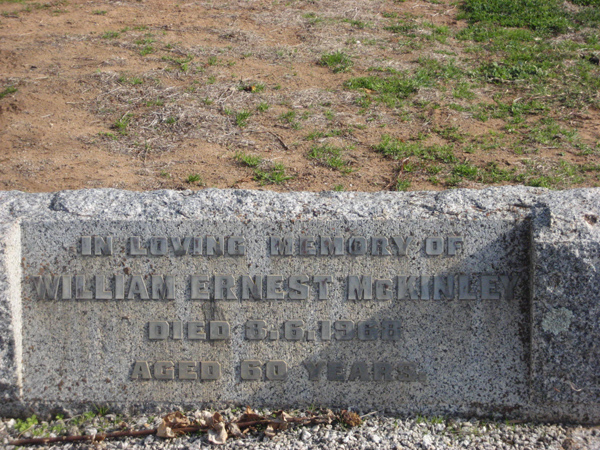 IN LOVING MEMORY OF
WILLIAM ERNEST McKINLEY
DIED 8.6.1968
AGED 60 YEARS.